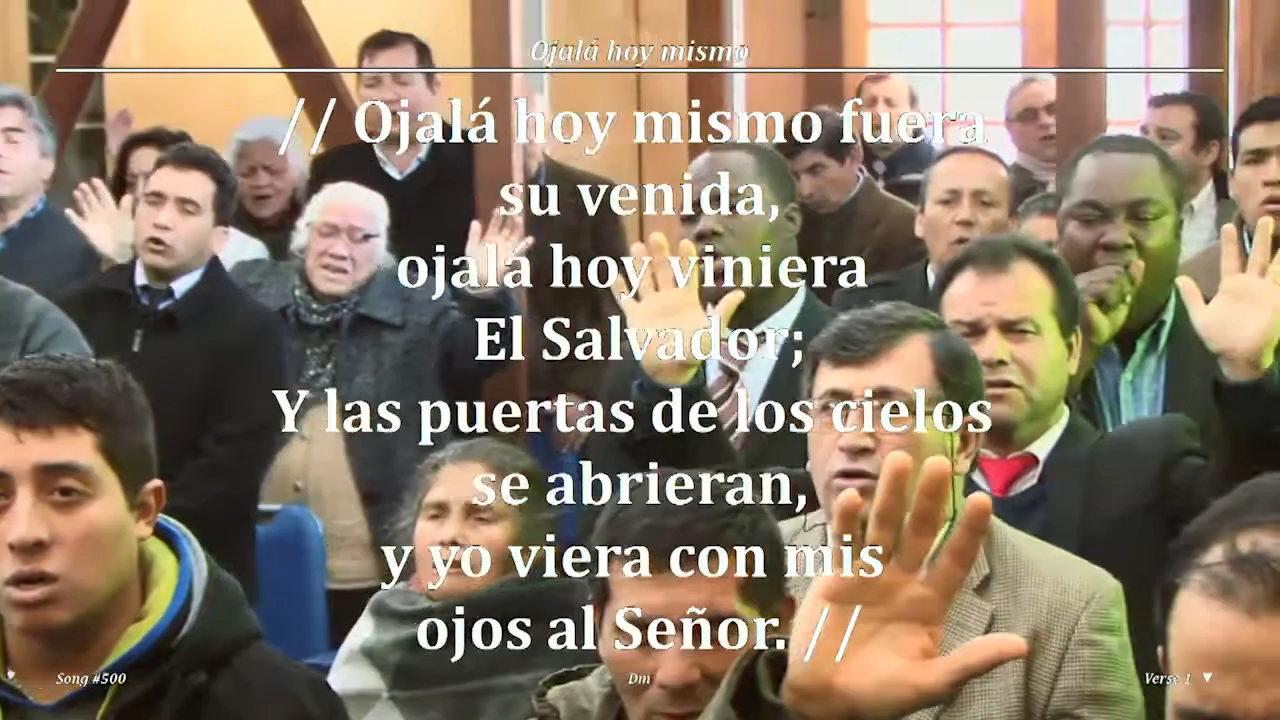 Ojalá hoy mismo
// Ojalá hoy mismo fuera
su venida,
ojalá hoy viniera
El Salvador;
Y las puertas de los cielos
se abrieran,
y yo viera con mis
ojos al Señor. //
Song #500 Dm Verse 1 ▼